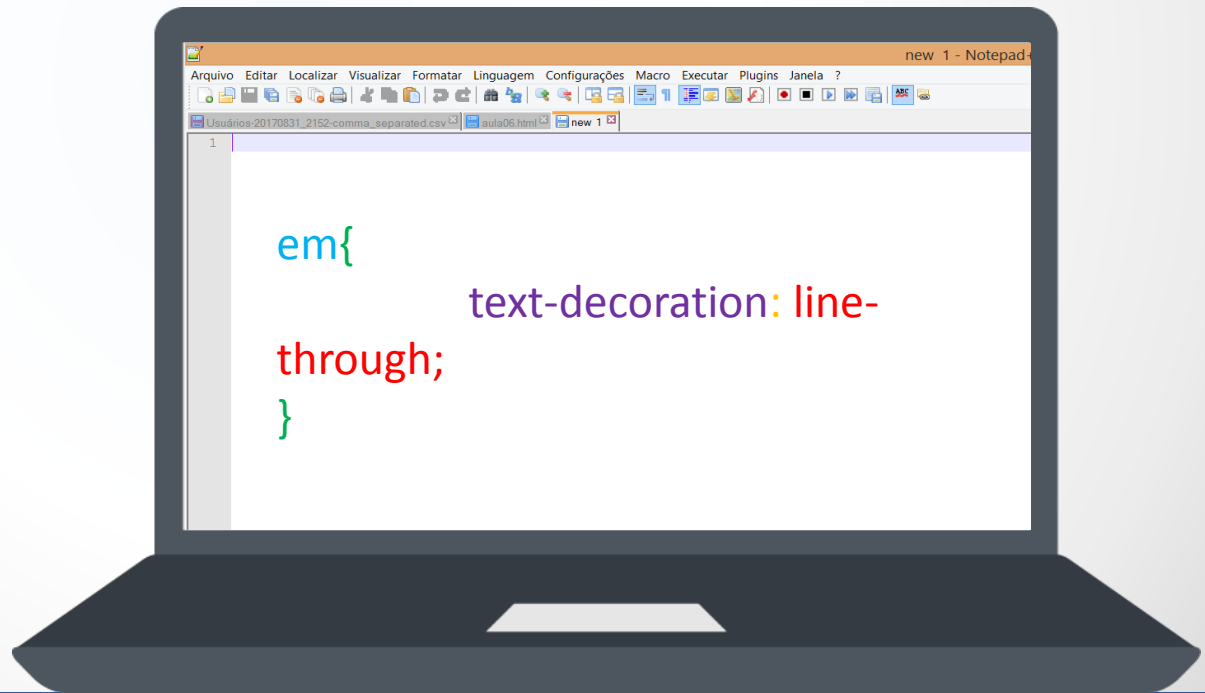 new 1 - Notepad+
Arquivo Editar Localizar Visualizar Formatar Linguagem Configurações Macro Executar Plugins Janela ?
ABC
Usuários-20170831_2152-comma_separated.csv aula06.html new 1
1
em{
text-decoration: line-
through;
}